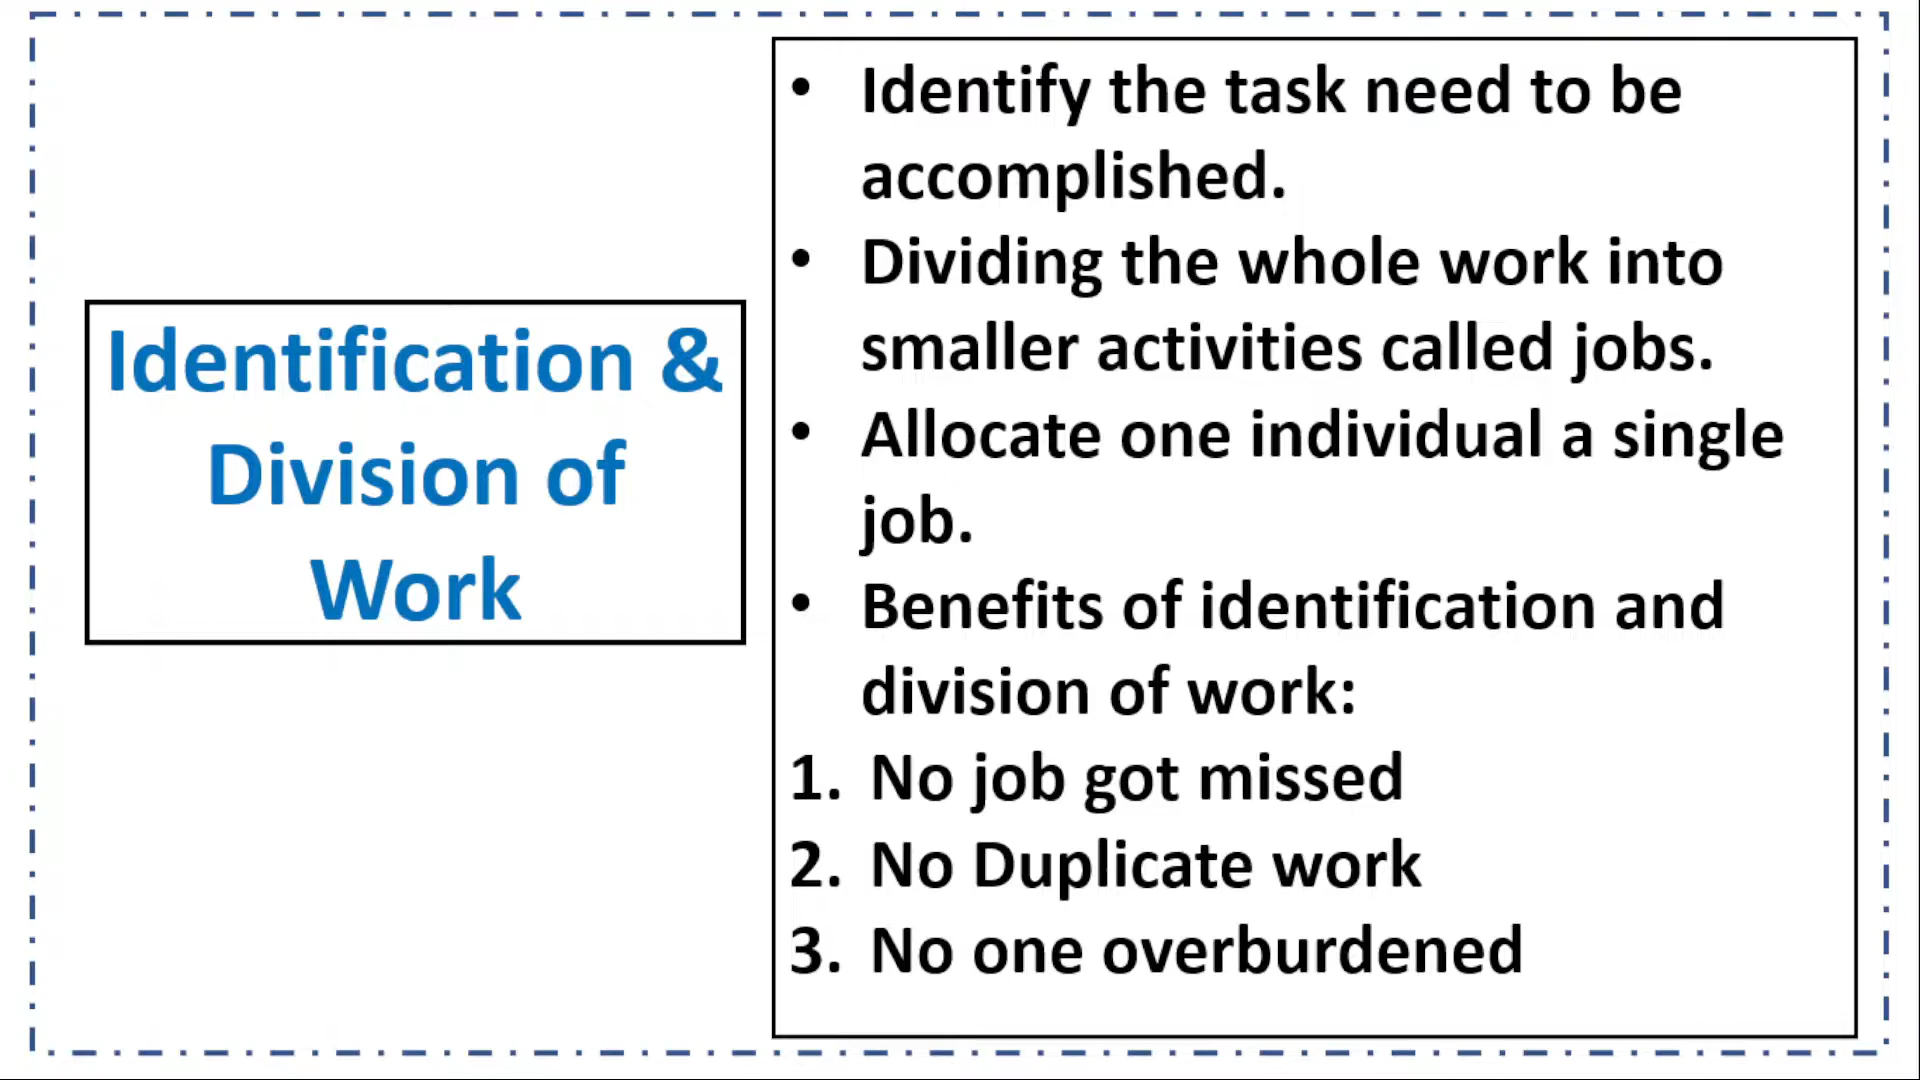 Identification &
Division of
Work
• Identify the task need to be
accomplished.
• Dividing the whole work into
smaller activities called jobs.
• Allocate one individual a single
job.
• Benefits of identification and
division of work:
1. No job got missed
2. No Duplicate work
3. No one overburdened